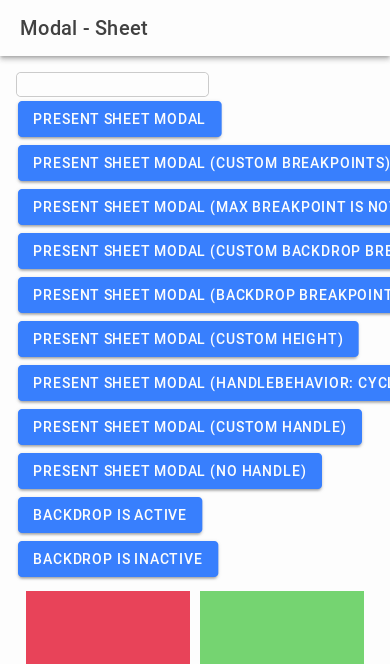 Modal - Sheet
PRESENT SHEET MODAL
PRESENT SHEET MODAL (CUSTOM BREAKPOINTS)
PRESENT SHEET MODAL (MAX BREAKPOINT IS NO
PRESENT SHEET MODAL (CUSTOM BACKDROP BRE
PRESENT SHEET MODAL (BACKDROP BREAKPOINT
PRESENT SHEET MODAL (CUSTOM HEIGHT)
PRESENT SHEET MODAL (HANDLEBEHAVIOR: CYC
PRESENT SHEET MODAL (CUSTOM HANDLE)
PRESENT SHEET MODAL (NO HANDLE)
BACKDROP IS ACTIVE
BACKDROP IS INACTIVE